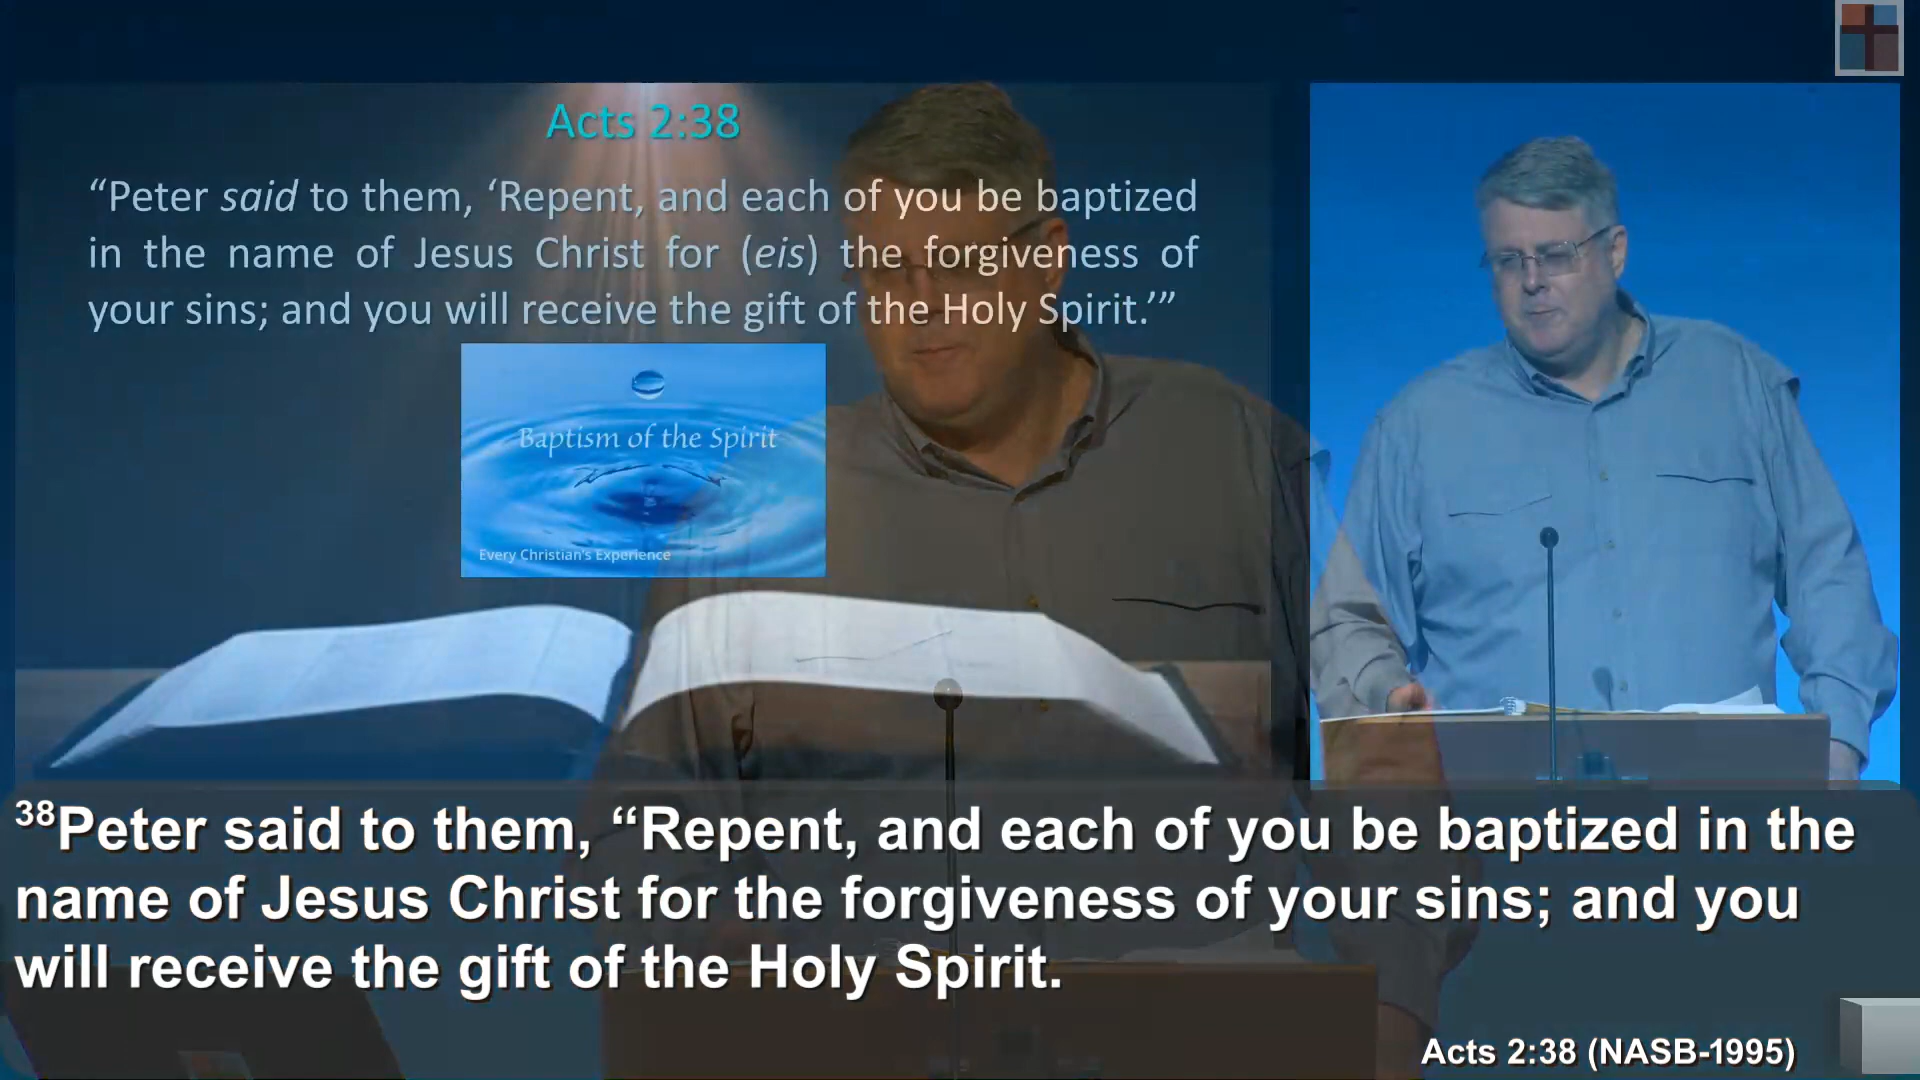 Acts 2:38
“Peter said to them, ‘Repent, and each of you be baptized
in the name of Jesus Christ for (eis) the forgiveness of
your sins; and you will receive the gift of the Holy Spirit.’”
Baptism of the Spirit
Every Christian's Experience
38Peter said to them, “Repent, and each of you be baptized in the
name of Jesus Christ for the forgiveness of your sins; and you
will receive the gift of the Holy Spirit.
Acts 2:38 (NASB-1995)